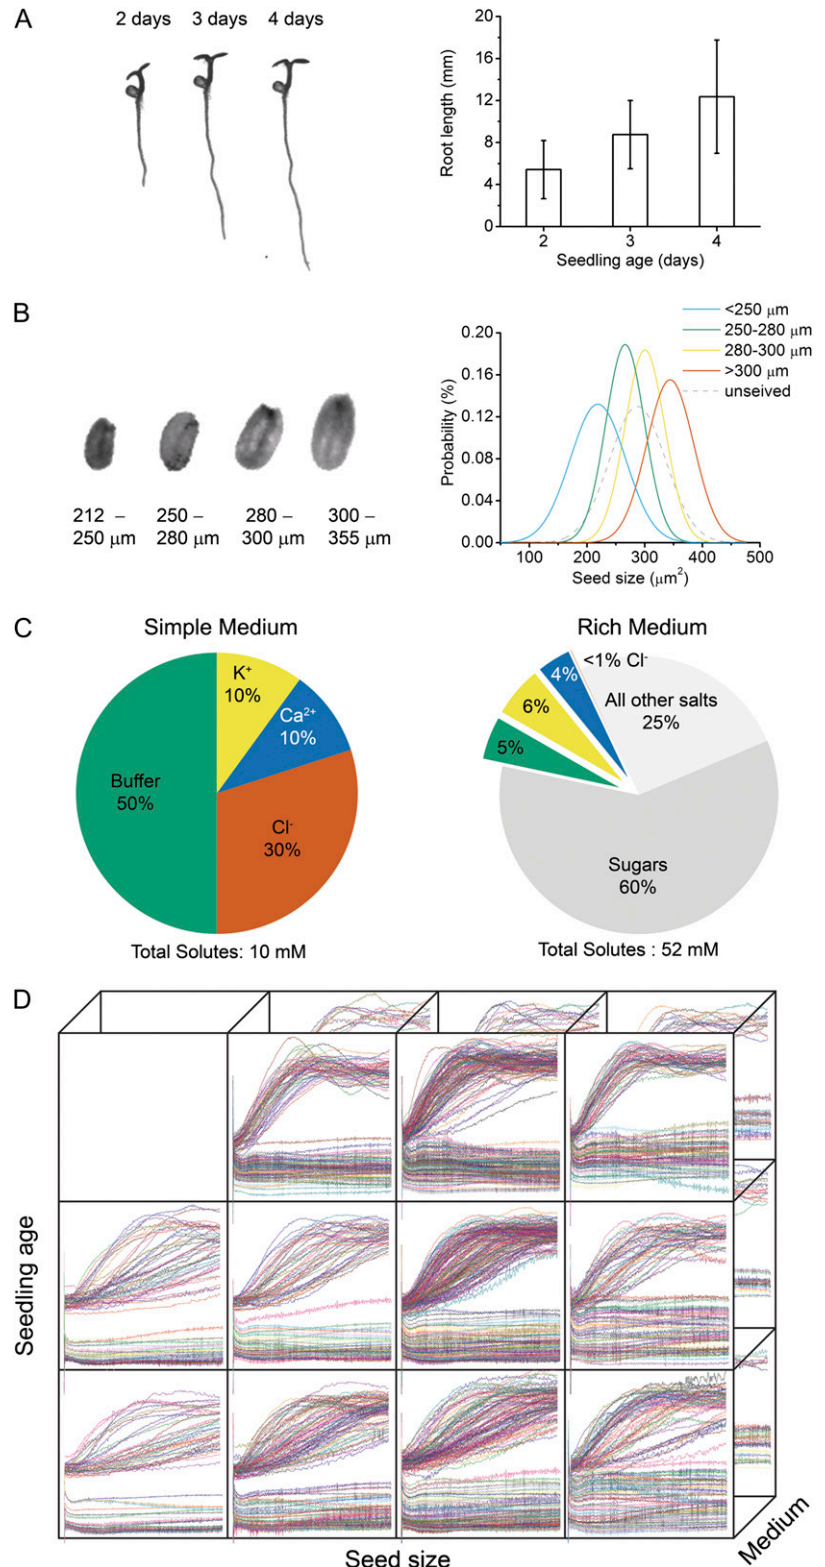 A
2 days 3 days 4 days
Root length (mm)
20
16
12
8
4
0
2 3 4
Seedling age (days)
B
212 –
250 μm
250 –
280 μm
280 –
300 μm
300 –
355 μm
<250 μm
250-280 μm
280-300 μm
>300 μm
unseived
Probability (%)
0.20
0.16
0.12
0.08
0.04
0.00
100 200 300 400 500
Seed size (μm²)
C
Simple Medium
K⁺
10%
Ca²⁺
10%
Buffer
50%
Cl⁻
30%
Total Solutes: 10 mM
Rich Medium
<1% Cl⁻
4%
6%
5%
All other salts
25%
Sugars
60%
Total Solutes : 52 mM
D
Seedling age
Seed size
Medium